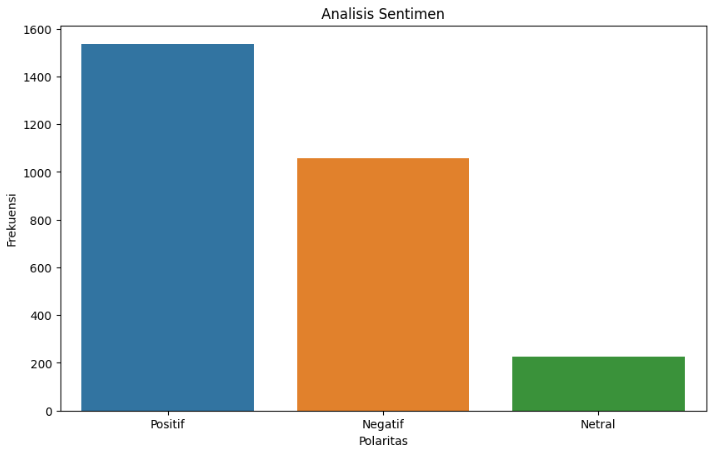 Analisis Sentimen
1600
1400
1200
1000
800
600
400
200
0
Frekuensi
Positif
Negatif
Netral
Polaritas